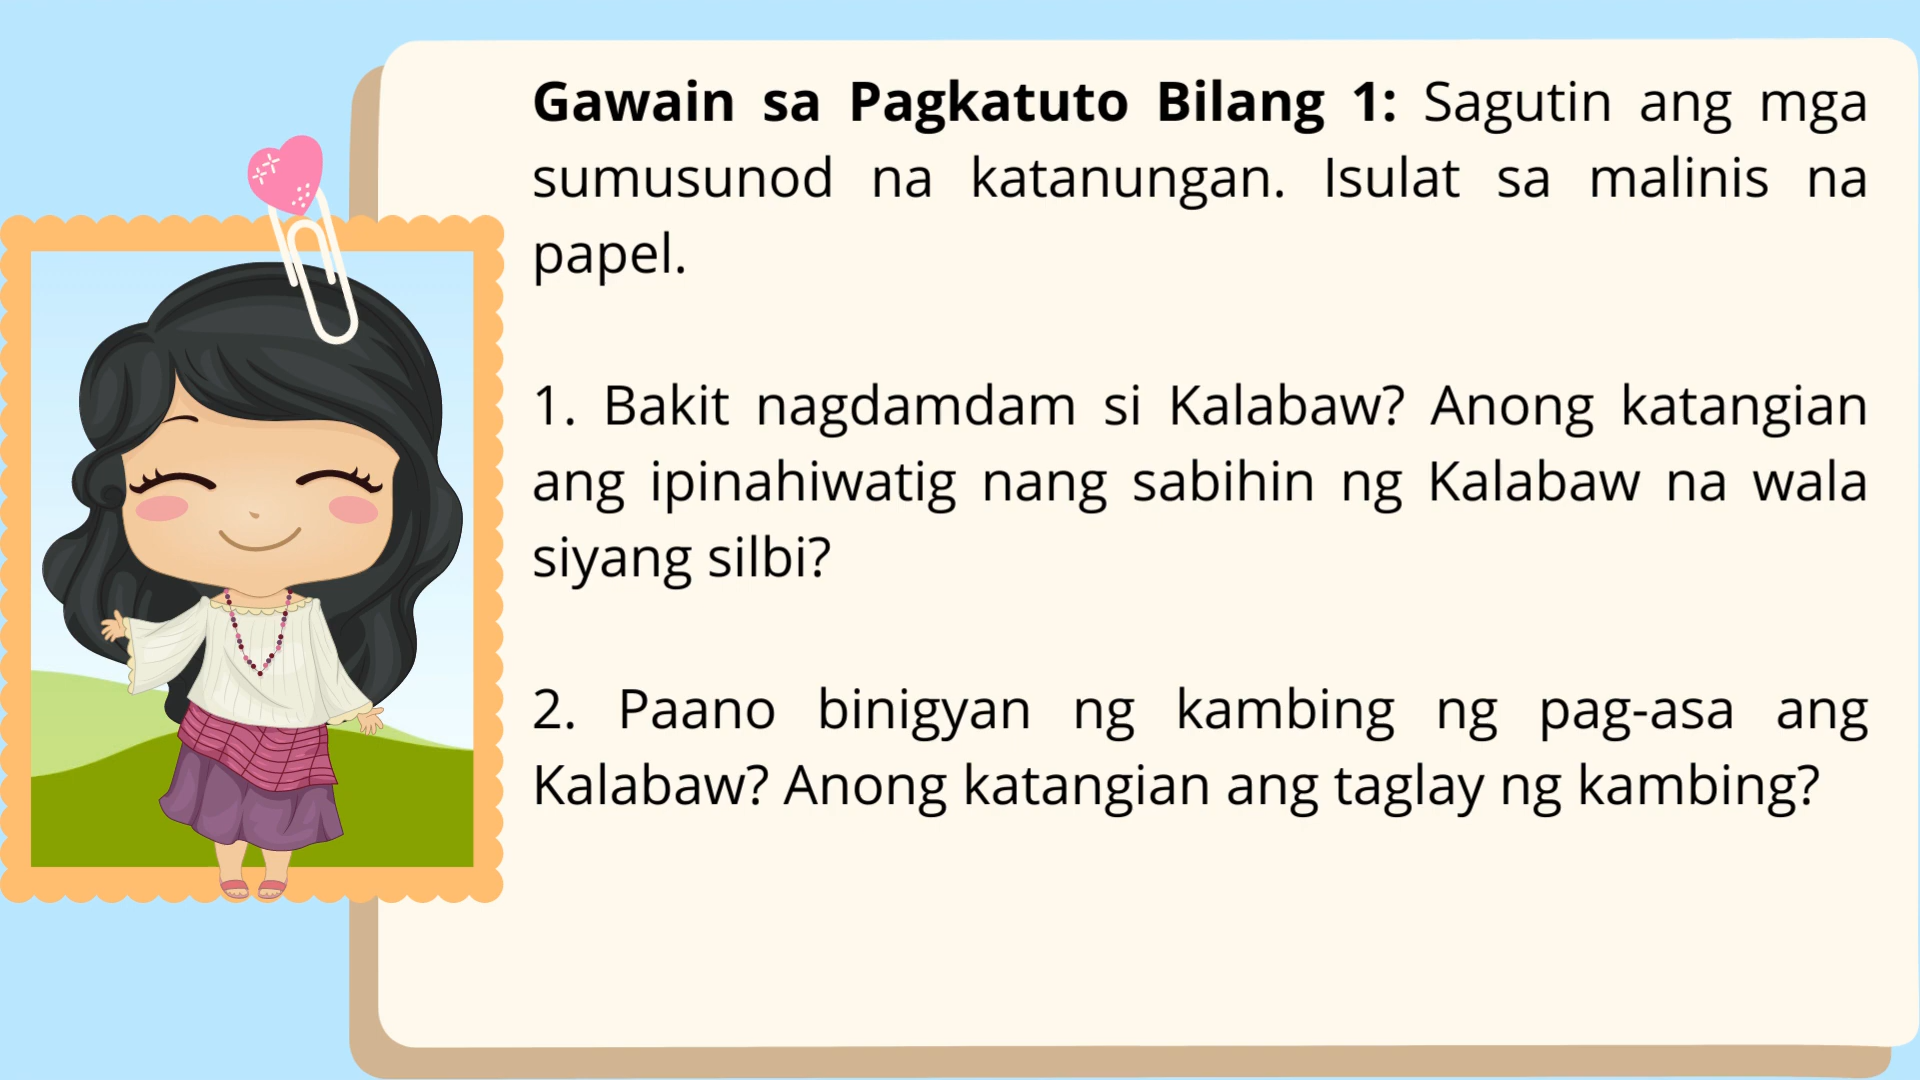 Gawain sa Pagkatuto Bilang 1: Sagutin ang mga
sumusunod na katanungan. Isulat sa malinis na
papel.
1. Bakit nagdamdam si Kalabaw? Anong katangian
ang ipinahiwatig nang sabihin ng Kalabaw na wala
siyang silbi?
2. Paano binigyan ng kambing ng pag-asa ang
Kalabaw? Anong katangian ang taglay ng kambing?